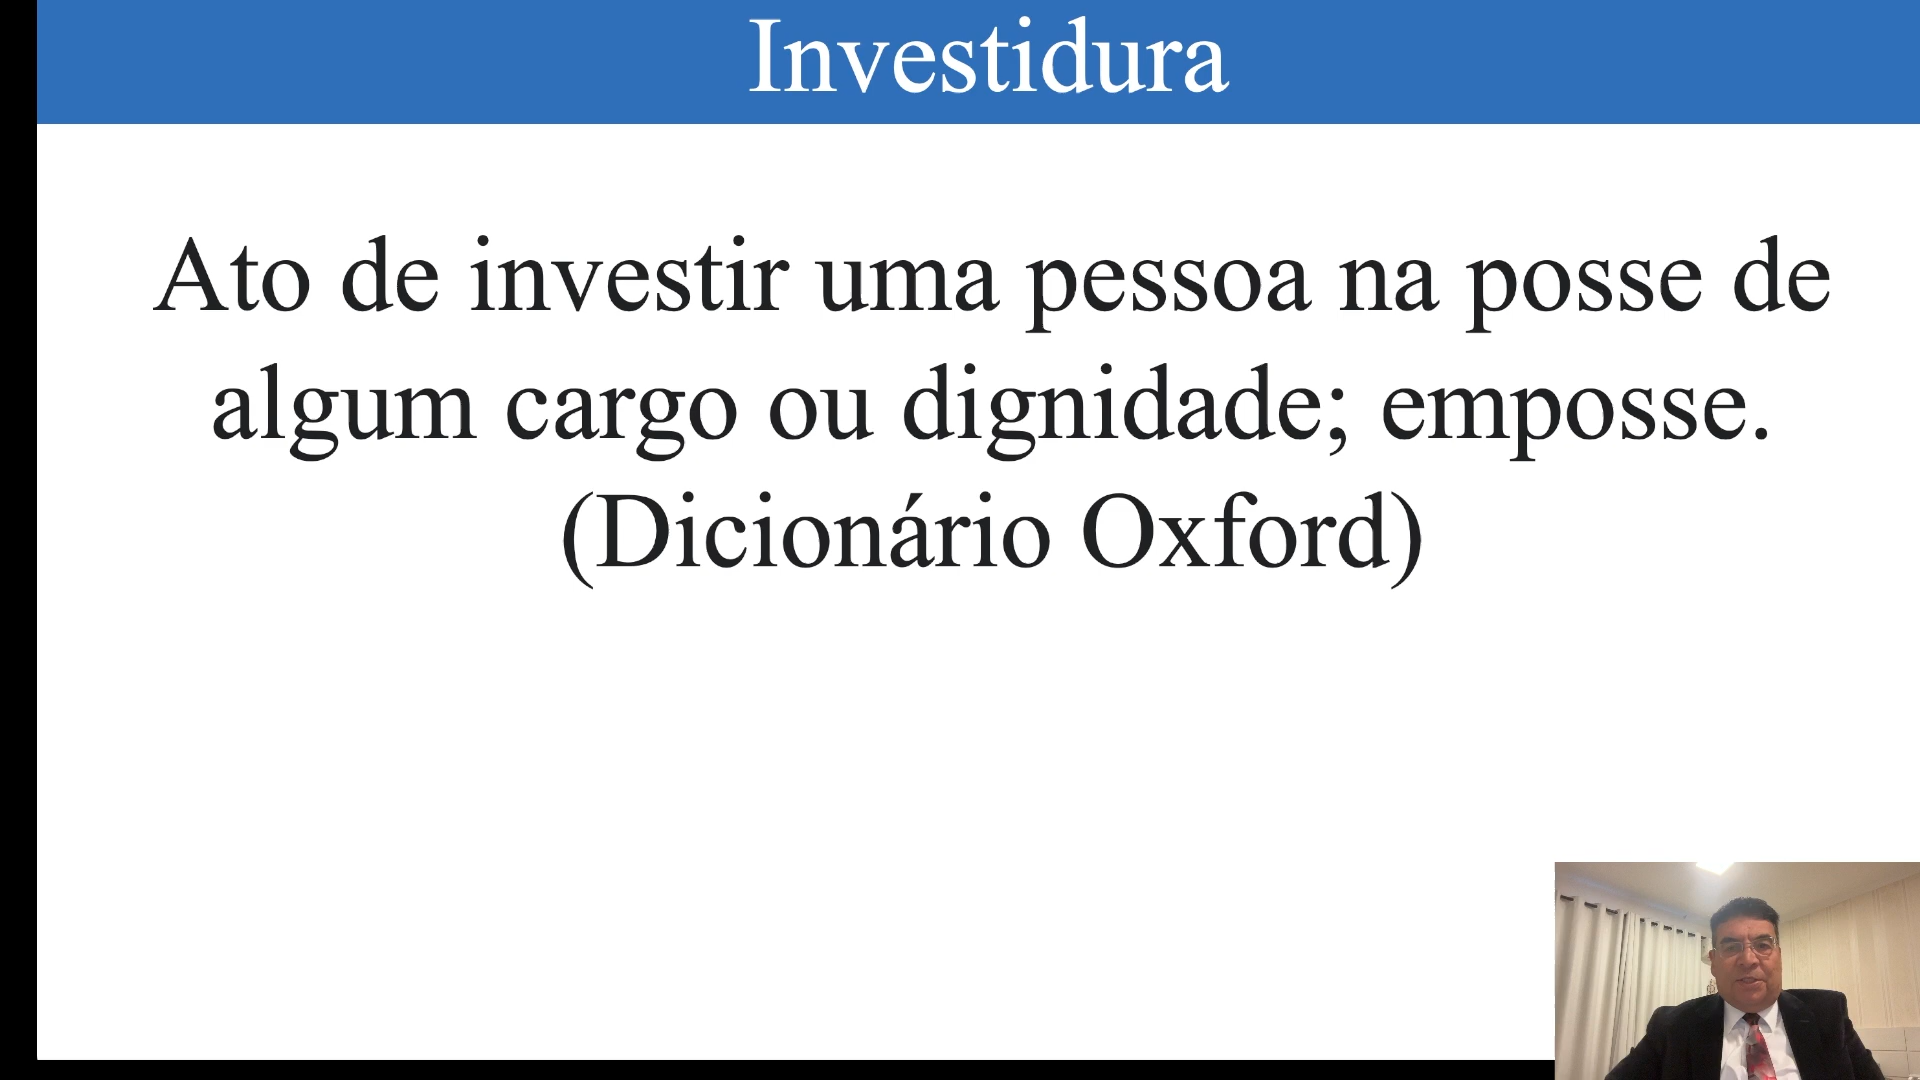 Investidura
Ato de investir uma pessoa na posse de
algum cargo ou dignidade; emposse.
(Dicionário Oxford)